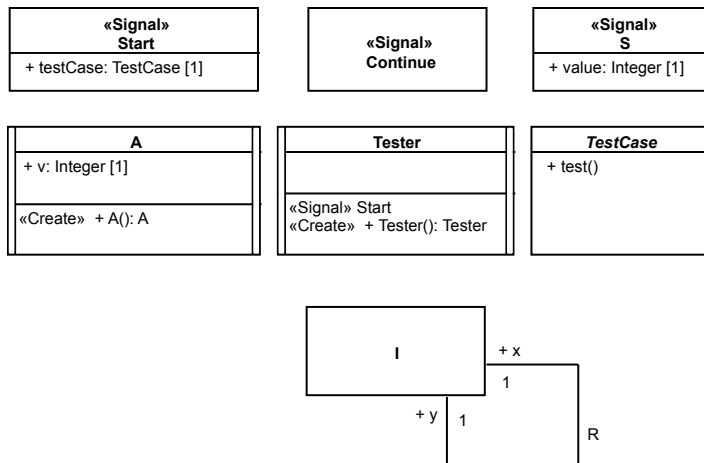 «Signal»
Start
+ testCase: TestCase [1]
«Signal»
Continue
«Signal»
S
+ value: Integer [1]
A
+ v: Integer [1]
«Create» + A(): A
Tester
«Signal» Start
«Create» + Tester(): Tester
TestCase
+ test()
I
+ x
1
+ y
1
R